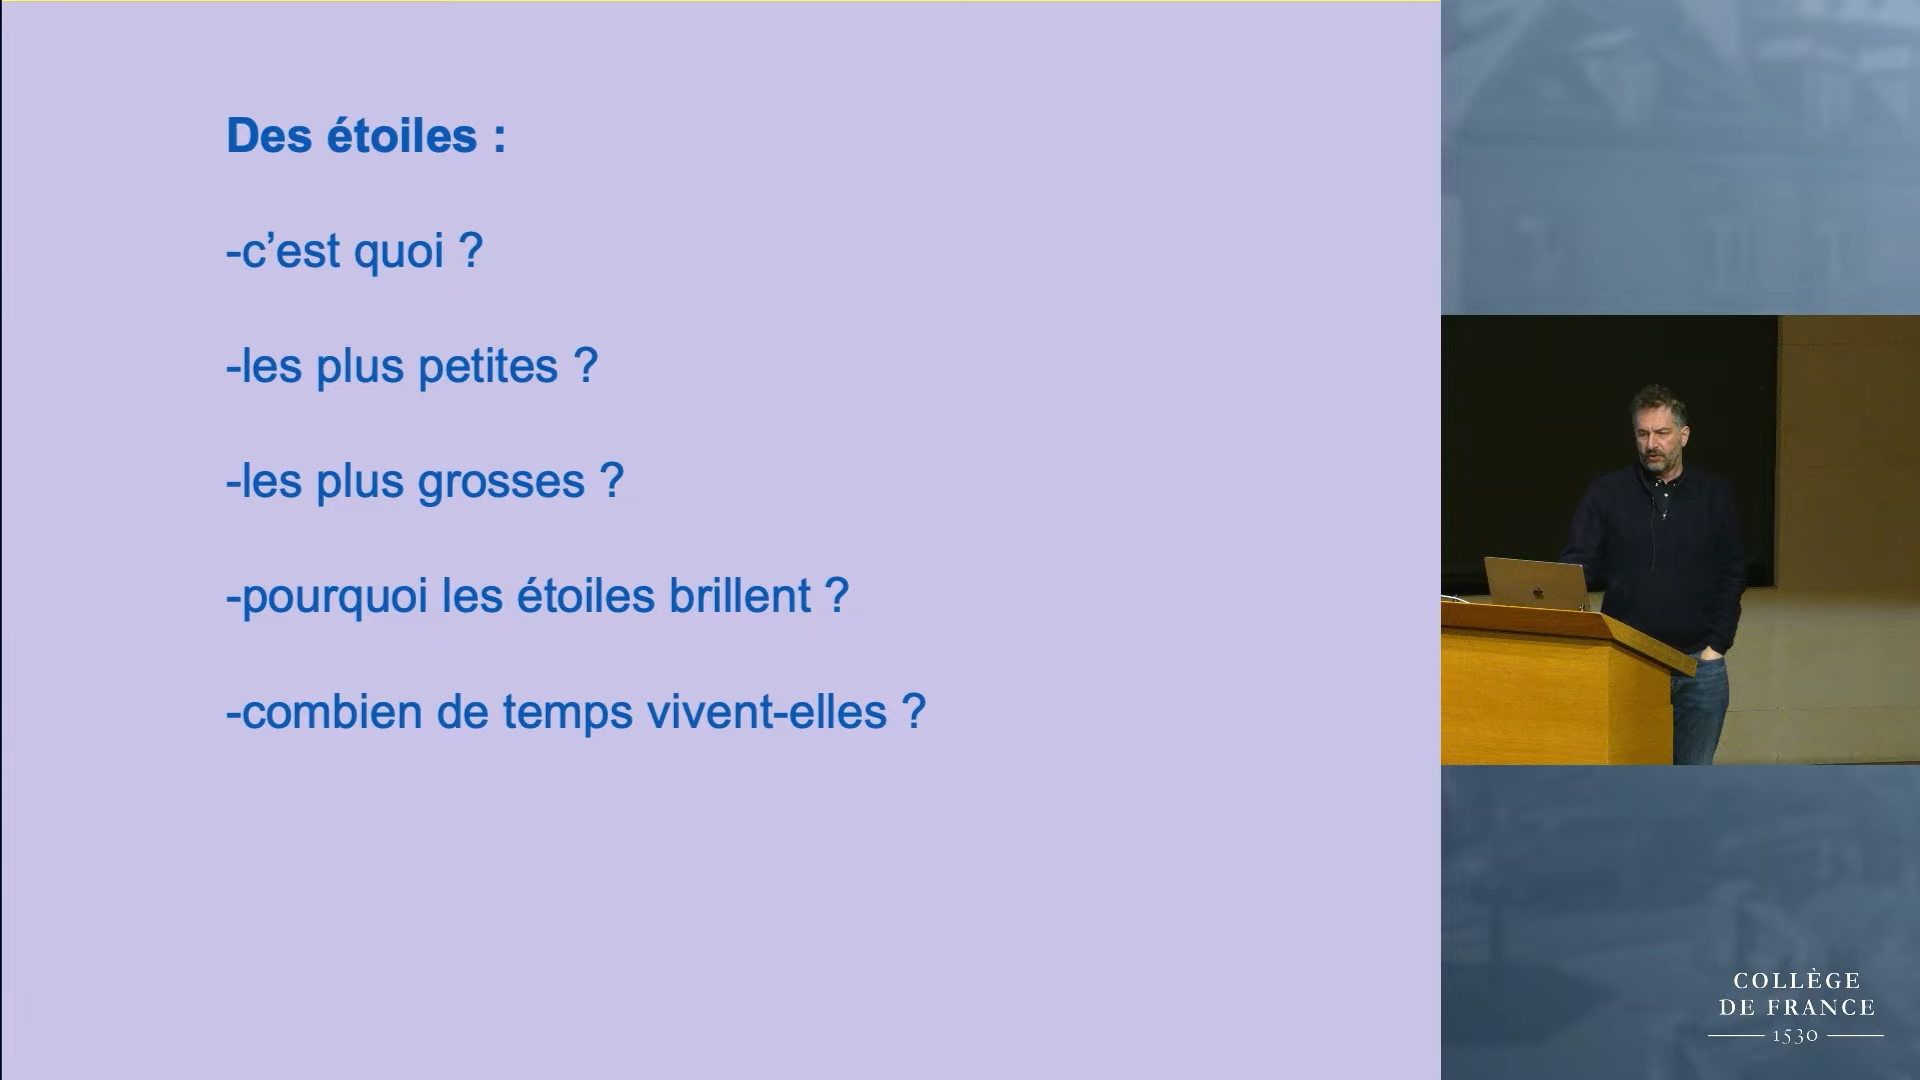 Des étoiles :
-c’est quoi ?
-les plus petites ?
-les plus grosses ?
-pourquoi les étoiles brillent ?
-combien de temps vivent-elles ?
COLLÈGE
DE FRANCE
1530